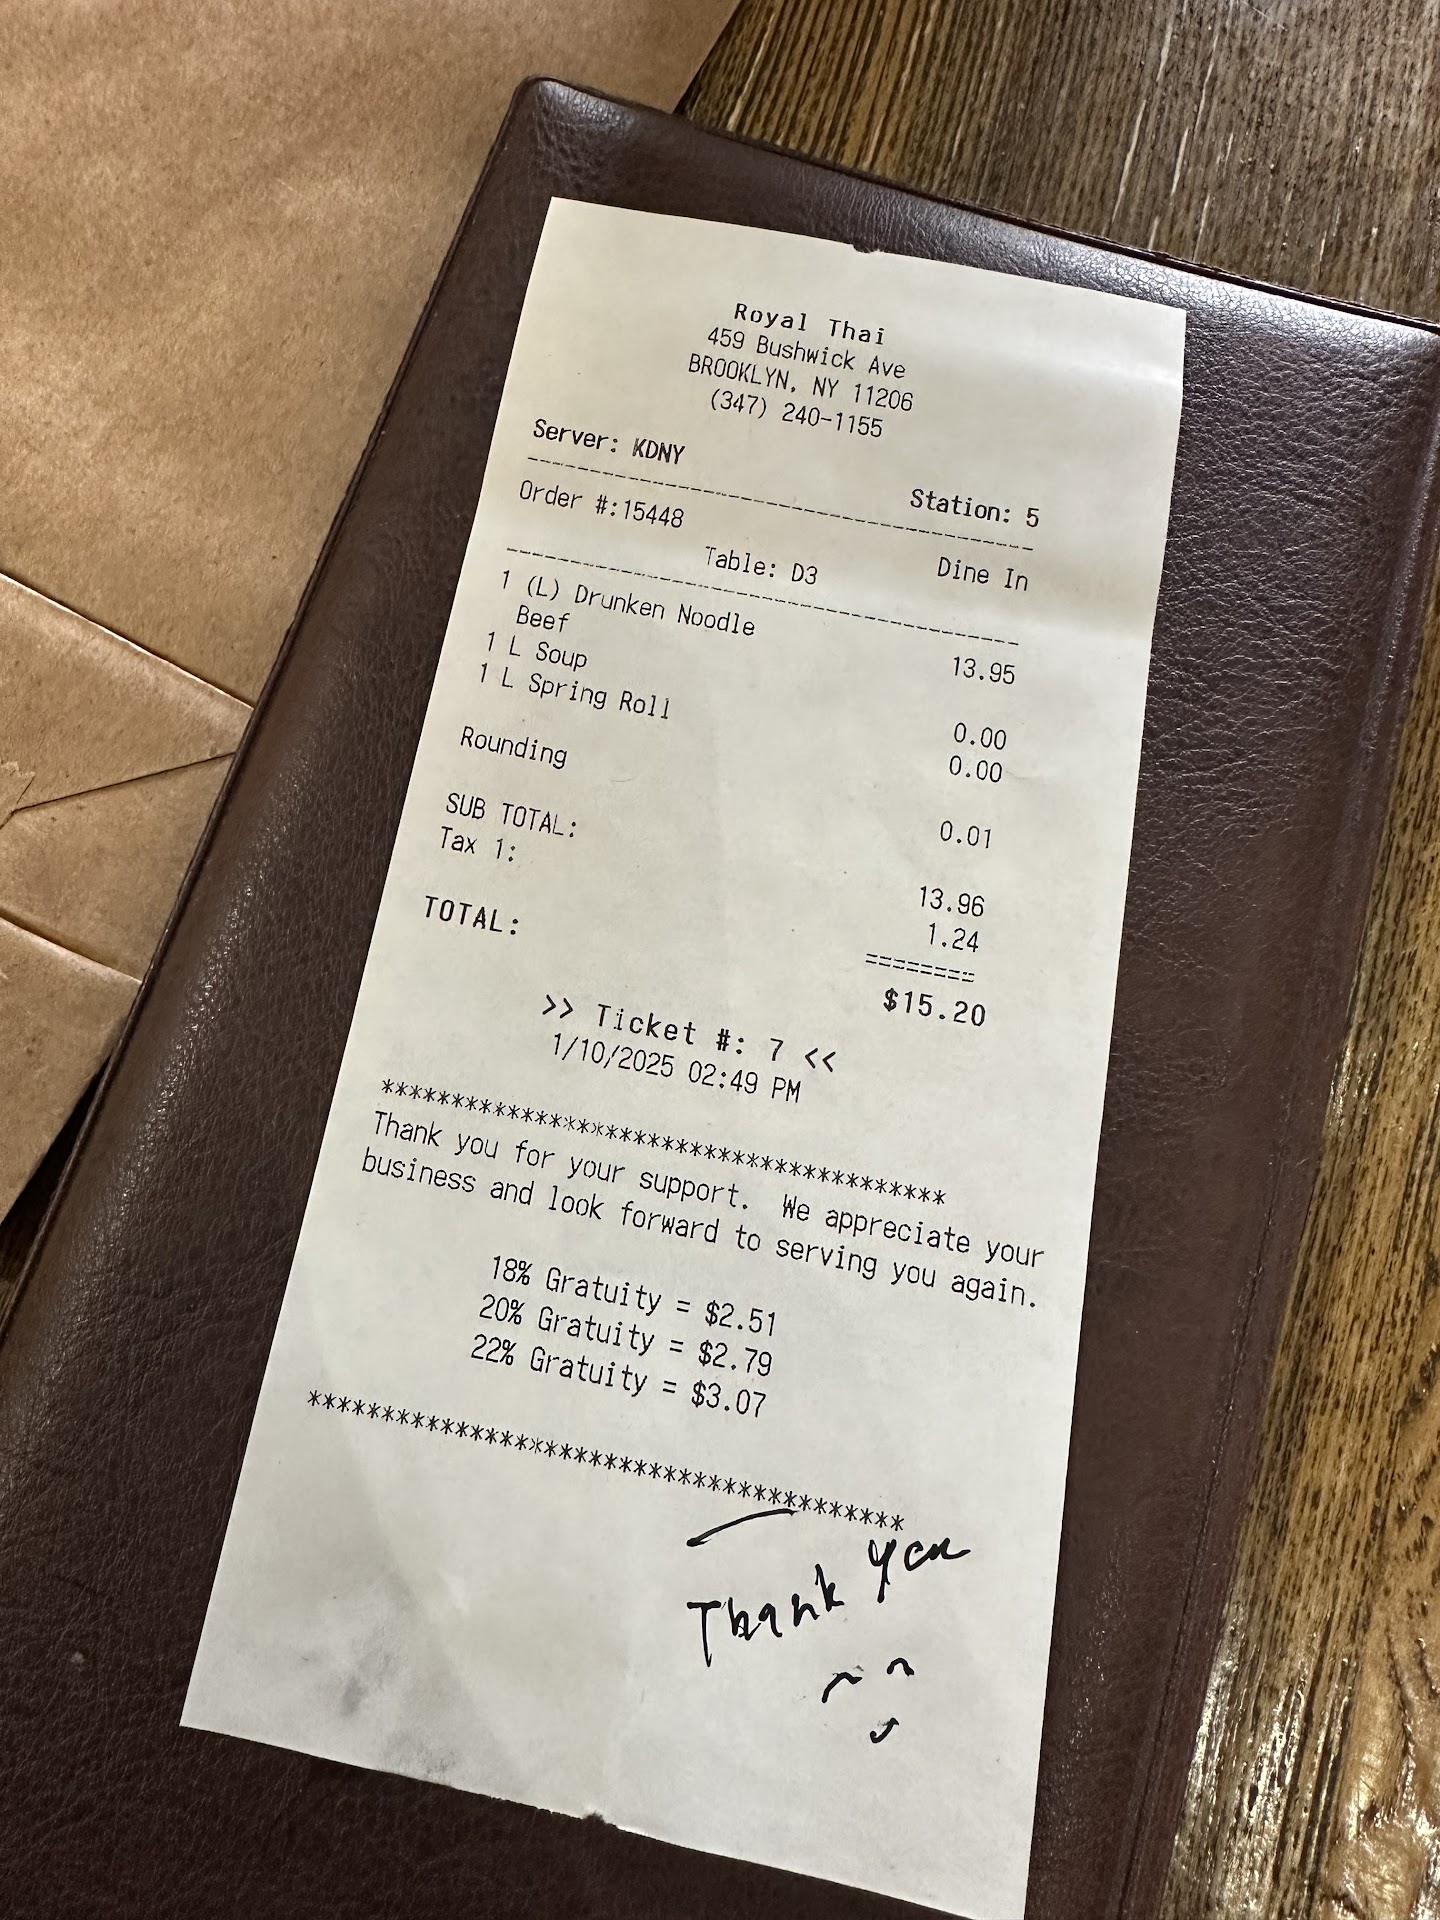 Royal Thai
459 Bushwick Ave
BROOKLYN, NY 11206
(347) 240-1155
Server: KDNY Station: 5
--------------------------------------------
Order #:15448 Dine In
Table: D3
--------------------------------------------
1 (L) Drunken Noodle 13.95
Beef
1 L Soup 0.00
1 L Spring Roll 0.00
Rounding 0.01
SUB TOTAL: 13.96
Tax 1: 1.24
========
TOTAL: $15.20
>> Ticket #: 7 <<
1/10/2025 02:49 PM
****************************************
Thank you for your support. We appreciate your
business and look forward to serving you again.
18% Gratuity = $2.51
20% Gratuity = $2.79
22% Gratuity = $3.07
****************************************
Thank you